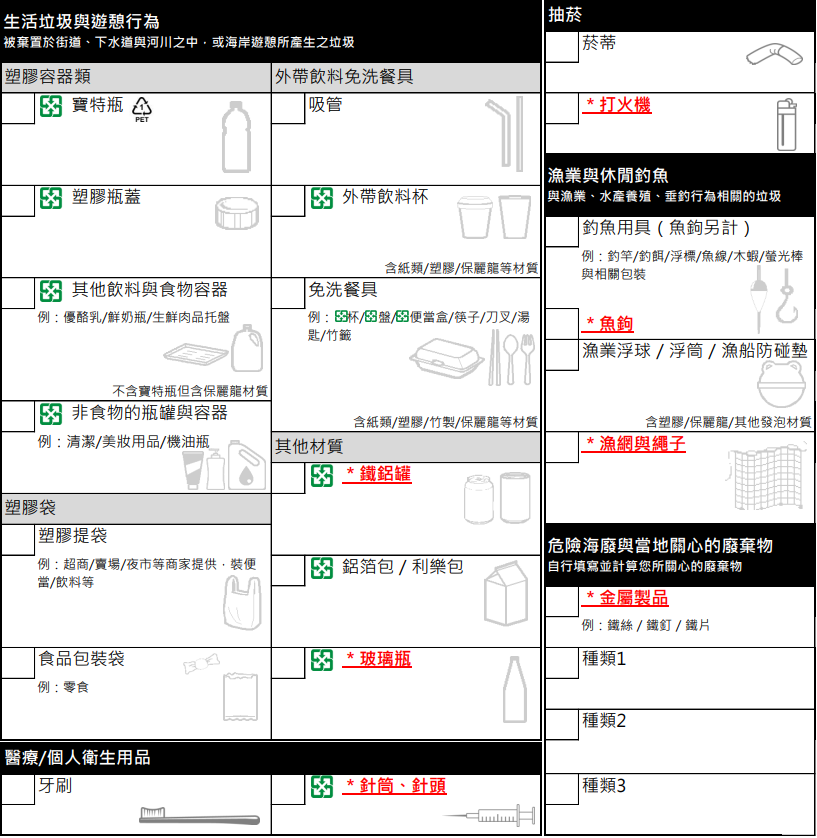 生活垃圾與遊憩行為
被棄置於街道、下水道與河川之中，或海岸遊憩所產生之垃圾
塑膠容器類
寶特瓶
1
PET
塑膠瓶蓋
其他飲料與食物容器
例：優酪乳/鮮奶瓶/生鮮肉品托盤
不含寶特瓶但含保麗龍材質
非食物的瓶罐與容器
例：清潔/美妝用品/機油瓶
塑膠袋
塑膠提袋
例：超商/賣場/夜市等商家提供，裝便
當/飲料等
食品包裝袋
例：零食
外帶飲料免洗餐具
吸管
外帶飲料杯
含紙類/塑膠/保麗龍等材質
免洗餐具
例：杯/盤/便當盒/筷子/刀叉/湯
匙/竹籤
含紙類/塑膠/竹製/保麗龍等材質
其他材質
* 鐵鋁罐
鋁箔包 / 利樂包
* 玻璃瓶
醫療/個人衛生用品
牙刷
* 針筒、針頭
抽菸
菸蒂
* 打火機
漁業與休閒釣魚
與漁業、水產養殖、垂釣行為相關的垃圾
釣魚用具（魚鉤另計）
例：釣竿/釣餌/浮標/魚線/木蝦/螢光棒
與相關包裝
* 魚鉤
漁業浮球 / 浮筒 / 漁船防碰墊
含塑膠/保麗龍/其他發泡材質
* 漁網與繩子
危險海廢與當地關心的廢棄物
自行填寫並計算您所關心的廢棄物
* 金屬製品
例：鐵絲 / 鐵釘 / 鐵片
種類1
種類2
種類3